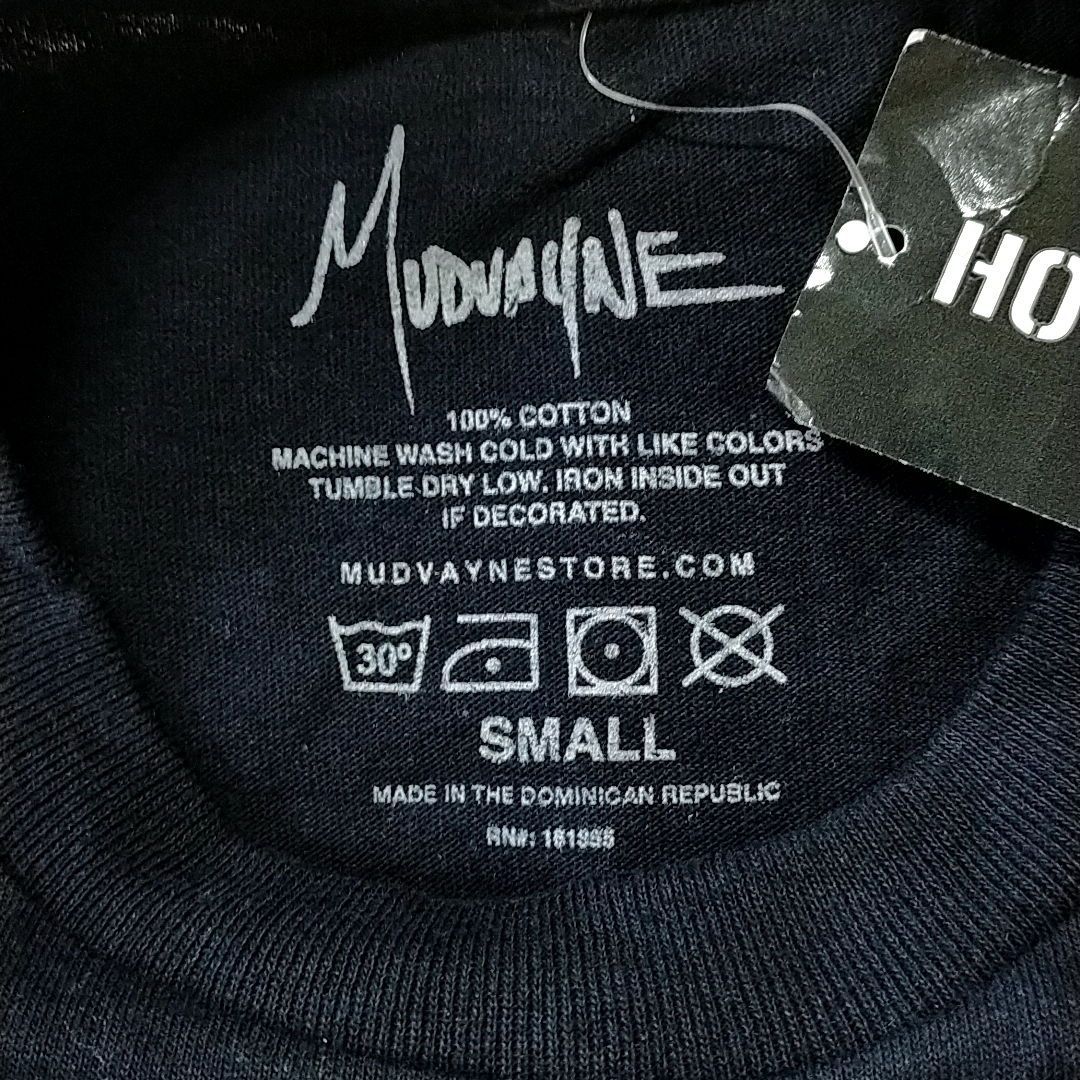 MUDVAYNE
HO
100% COTTON
MACHINE WASH COLD WITH LIKE COLORS
TUMBLE DRY LOW. IRON INSIDE OUT
IF DECORATED.
MUDVAYNESTORE.COM
30°
SMALL
MADE IN THE DOMINICAN REPUBLIC
RN#: